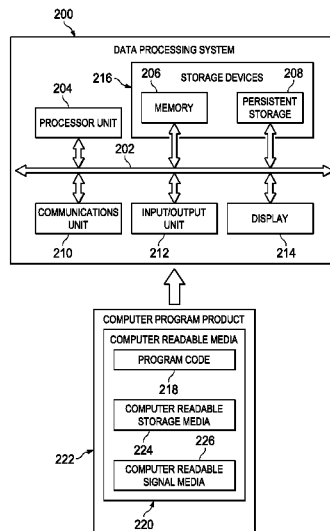 200
DATA PROCESSING SYSTEM
216
STORAGE DEVICES
204
206
208
PROCESSOR UNIT
MEMORY
PERSISTENT
STORAGE
202
COMMUNICATIONS
UNIT
INPUT/OUTPUT
UNIT
DISPLAY
210
212
214
COMPUTER PROGRAM PRODUCT
COMPUTER READABLE MEDIA
PROGRAM CODE
218
COMPUTER READABLE
STORAGE MEDIA
224
226
222
COMPUTER READABLE
SIGNAL MEDIA
220